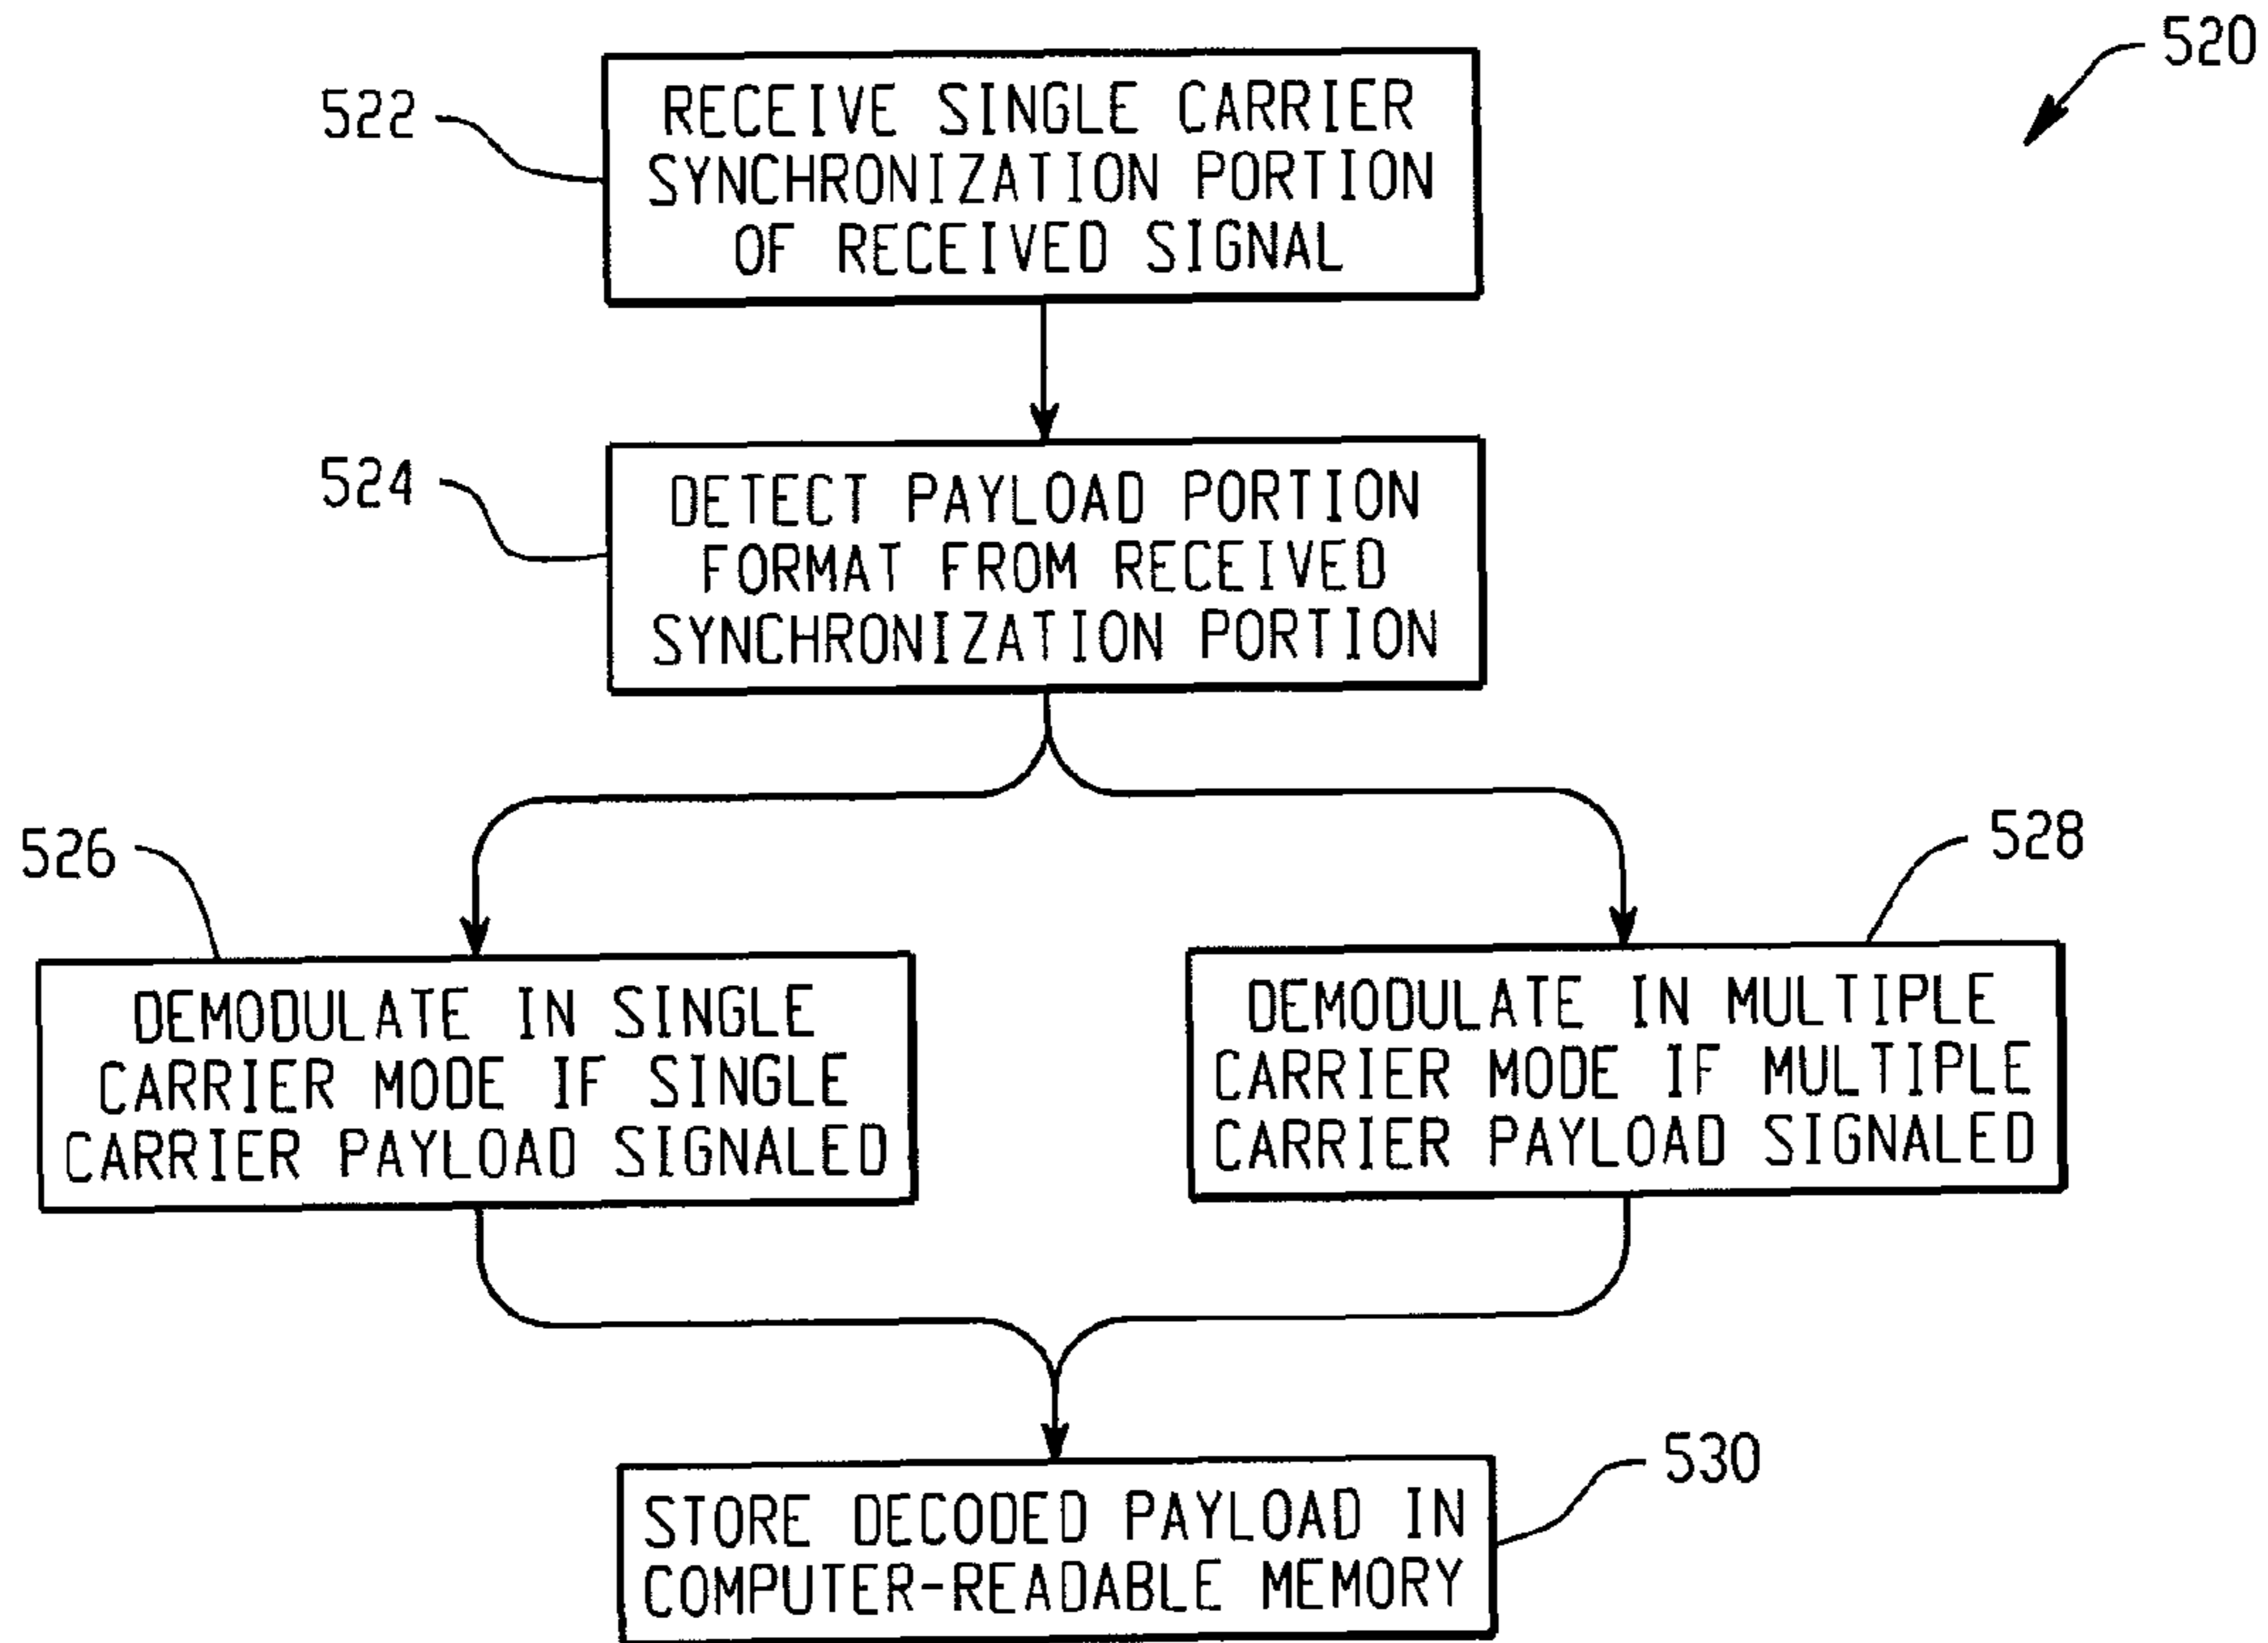 520
522
RECEIVE SINGLE CARRIER
SYNCHRONIZATION PORTION
OF RECEIVED SIGNAL
524
DETECT PAYLOAD PORTION
FORMAT FROM RECEIVED
SYNCHRONIZATION PORTION
526
528
DEMODULATE IN SINGLE
CARRIER MODE IF SINGLE
CARRIER PAYLOAD SIGNALED
DEMODULATE IN MULTIPLE
CARRIER MODE IF MULTIPLE
CARRIER PAYLOAD SIGNALED
530
STORE DECODED PAYLOAD IN
COMPUTER-READABLE MEMORY